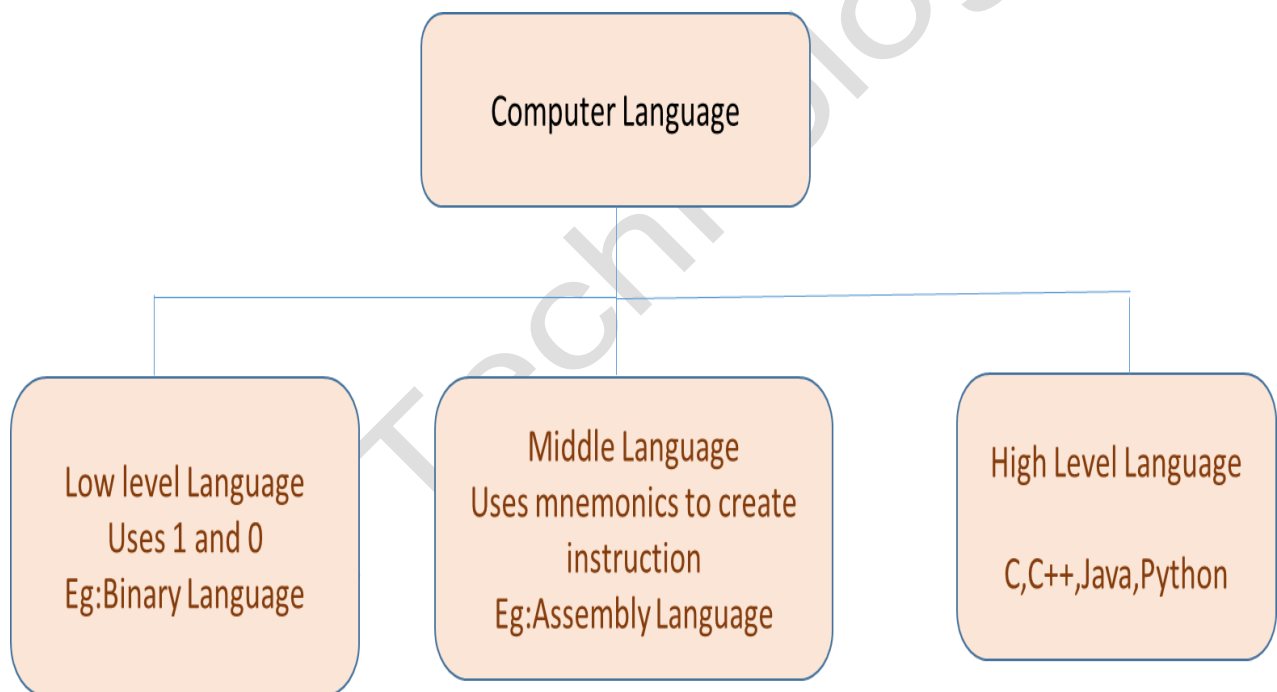 Computer Language
Low level Language
Uses 1 and 0
Eg:Binary Language
Middle Language
Uses mnemonics to create
instruction
Eg:Assembly Language
High Level Language
C,C++,Java,Python